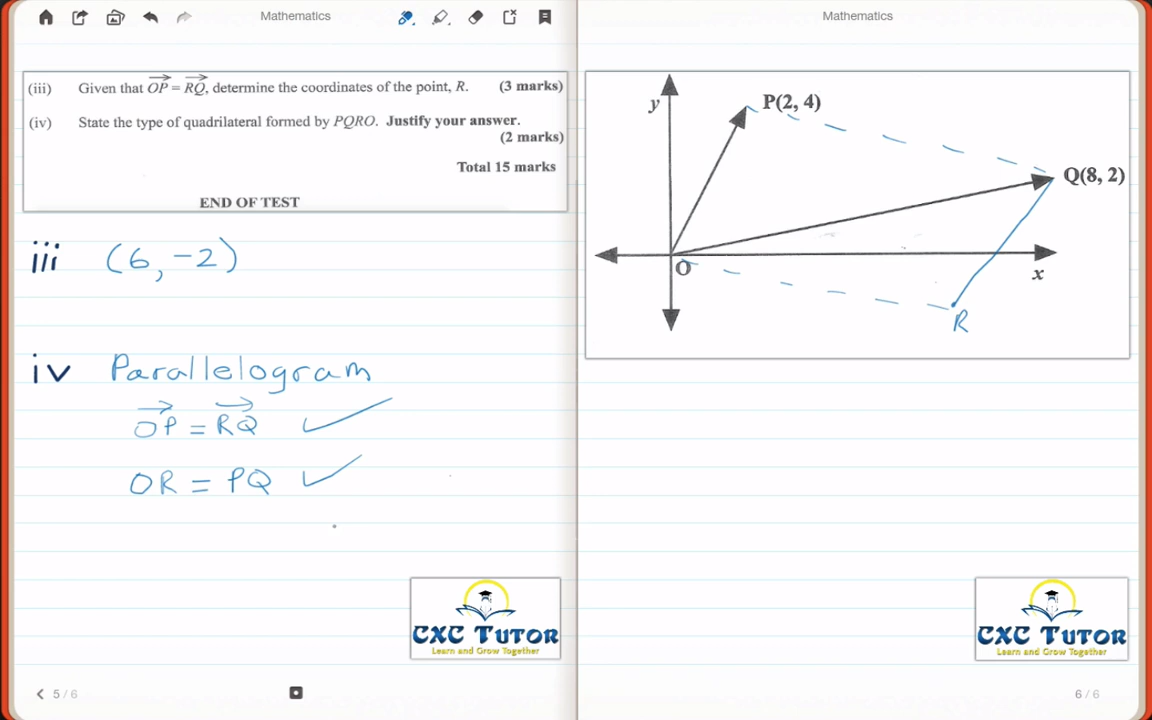 Mathematics
(iii) Given that OP = RQ, determine the coordinates of the point, R. (3 marks)
(iv) State the type of quadrilateral formed by PQRO. Justify your answer.
(2 marks)
Total 15 marks
END OF TEST
iii (6, -2)
iv Parallelogram
OP = RQ
OR = PQ
CXC TUTOR
Learn and Grow Together
5 / 6
Mathematics
y
P(2, 4)
Q(8, 2)
O
x
R
CXC TUTOR
Learn and Grow Together
6 / 6